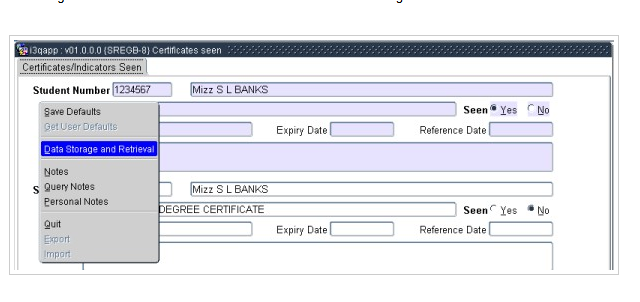 i3qapp : v01.0.0.0 (SREGB-8) Certificates seen
Certificates/Indicators Seen
Student Number 1234567 Mizz S L BANKS
Save Defaults
Seen Yes No
Get User Defaults
Expiry Date Reference Date
Data Storage and Retrieval
Notes
Query Notes
S Mizz S L BANKS
Personal Notes
DEGREE CERTIFICATE Seen Yes No
Quit
Expiry Date Reference Date
Export
Import